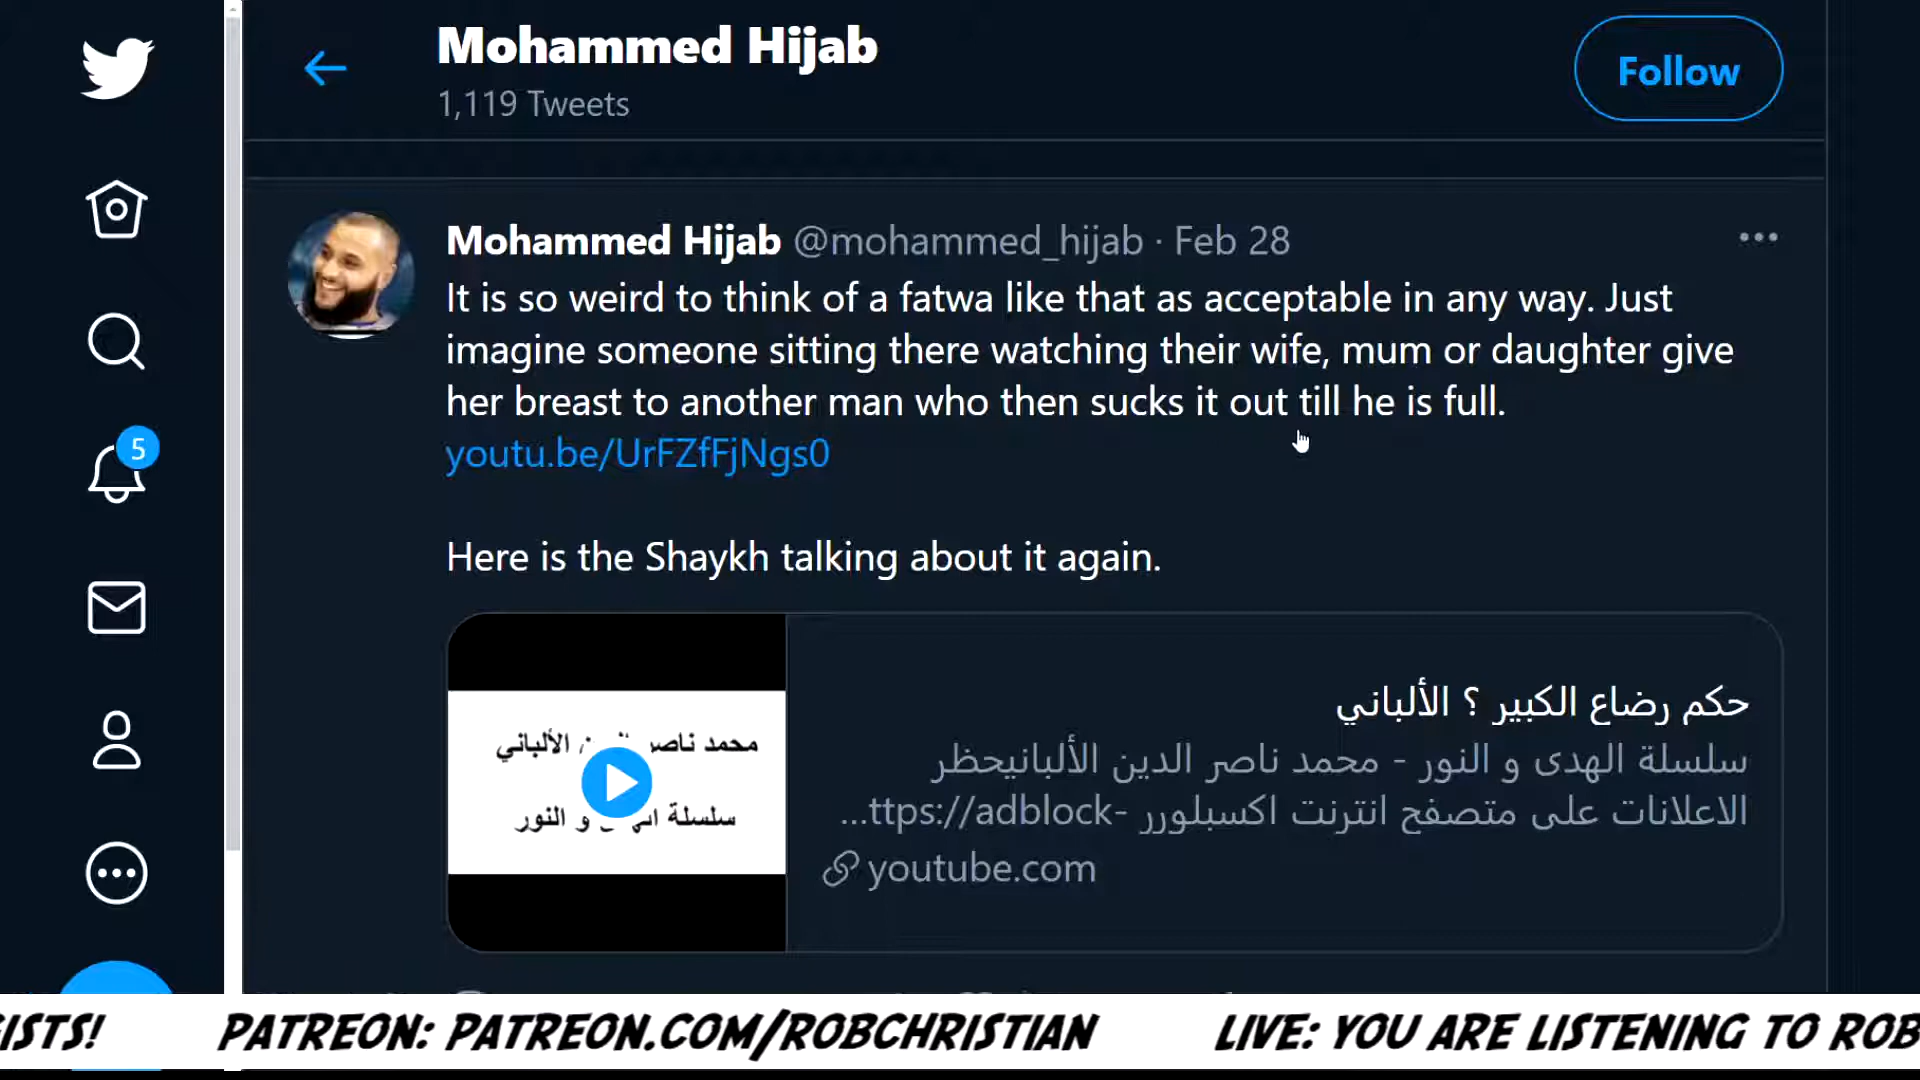 Mohammed Hijab
1,119 Tweets
Follow
Mohammed Hijab @mohammed_hijab · Feb 28
It is so weird to think of a fatwa like that as acceptable in any way. Just
imagine someone sitting there watching their wife, mum or daughter give
her breast to another man who then sucks it out till he is full.
youtu.be/UrFZfFjNgs0
5
Here is the Shaykh talking about it again.
حكم رضاع الكبير ؟ الألباني
سلسلة الهدى و النور - محمد ناصر الدين الألبانيحظر
الاعلانات على متصفح انترنت اكسبلورر -ttps://adblock...
youtube.com
محمد ناصر الألباني
سلسلة و النور
ISTS! PATREON: PATREON.COM/ROBCHRISTIAN LIVE: YOU ARE LISTENING TO ROB